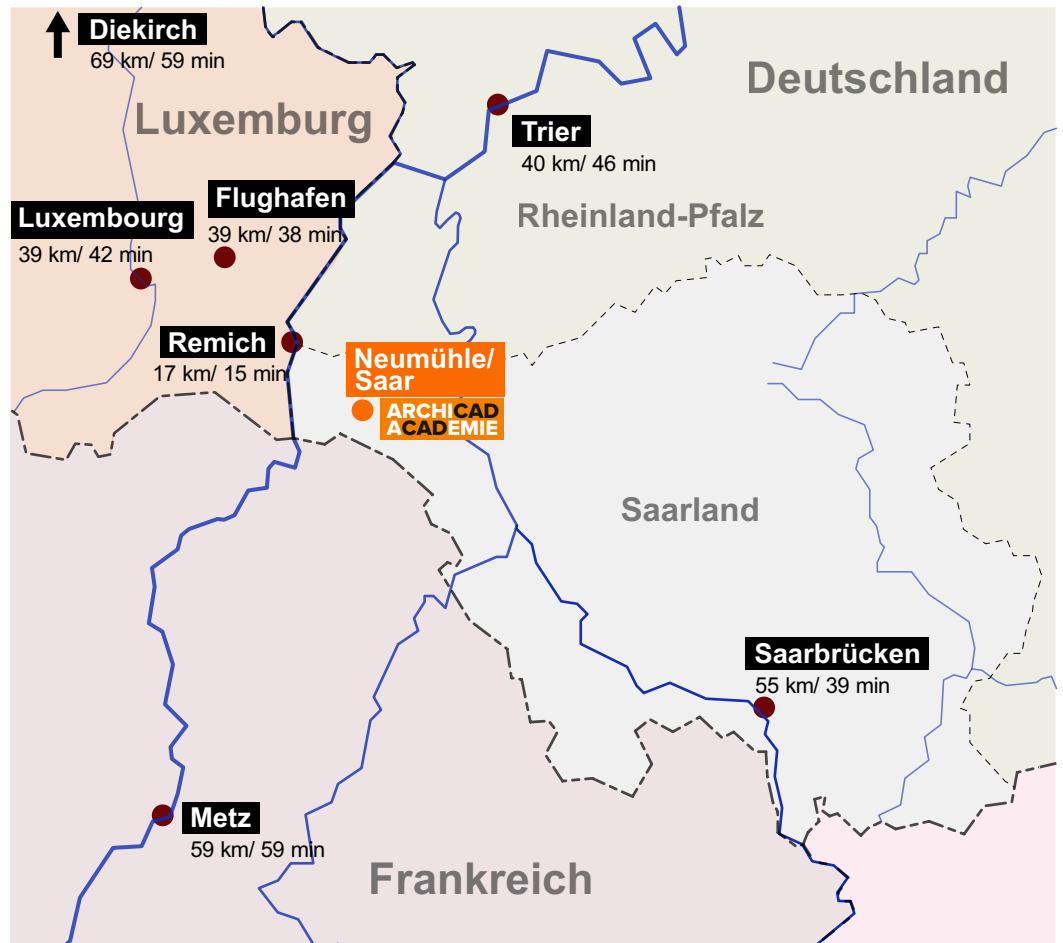 Diekirch
69 km/ 59 min
Deutschland
Luxemburg
Trier
40 km/ 46 min
Flughafen
39 km/ 38 min
Luxembourg
39 km/ 42 min
Rheinland-Pfalz
Remich
17 km/ 15 min
Neumühle/
Saar
ARCHICAD
ACADEMIE
Saarland
Saarbrücken
55 km/ 39 min
Metz
59 km/ 59 min
Frankreich